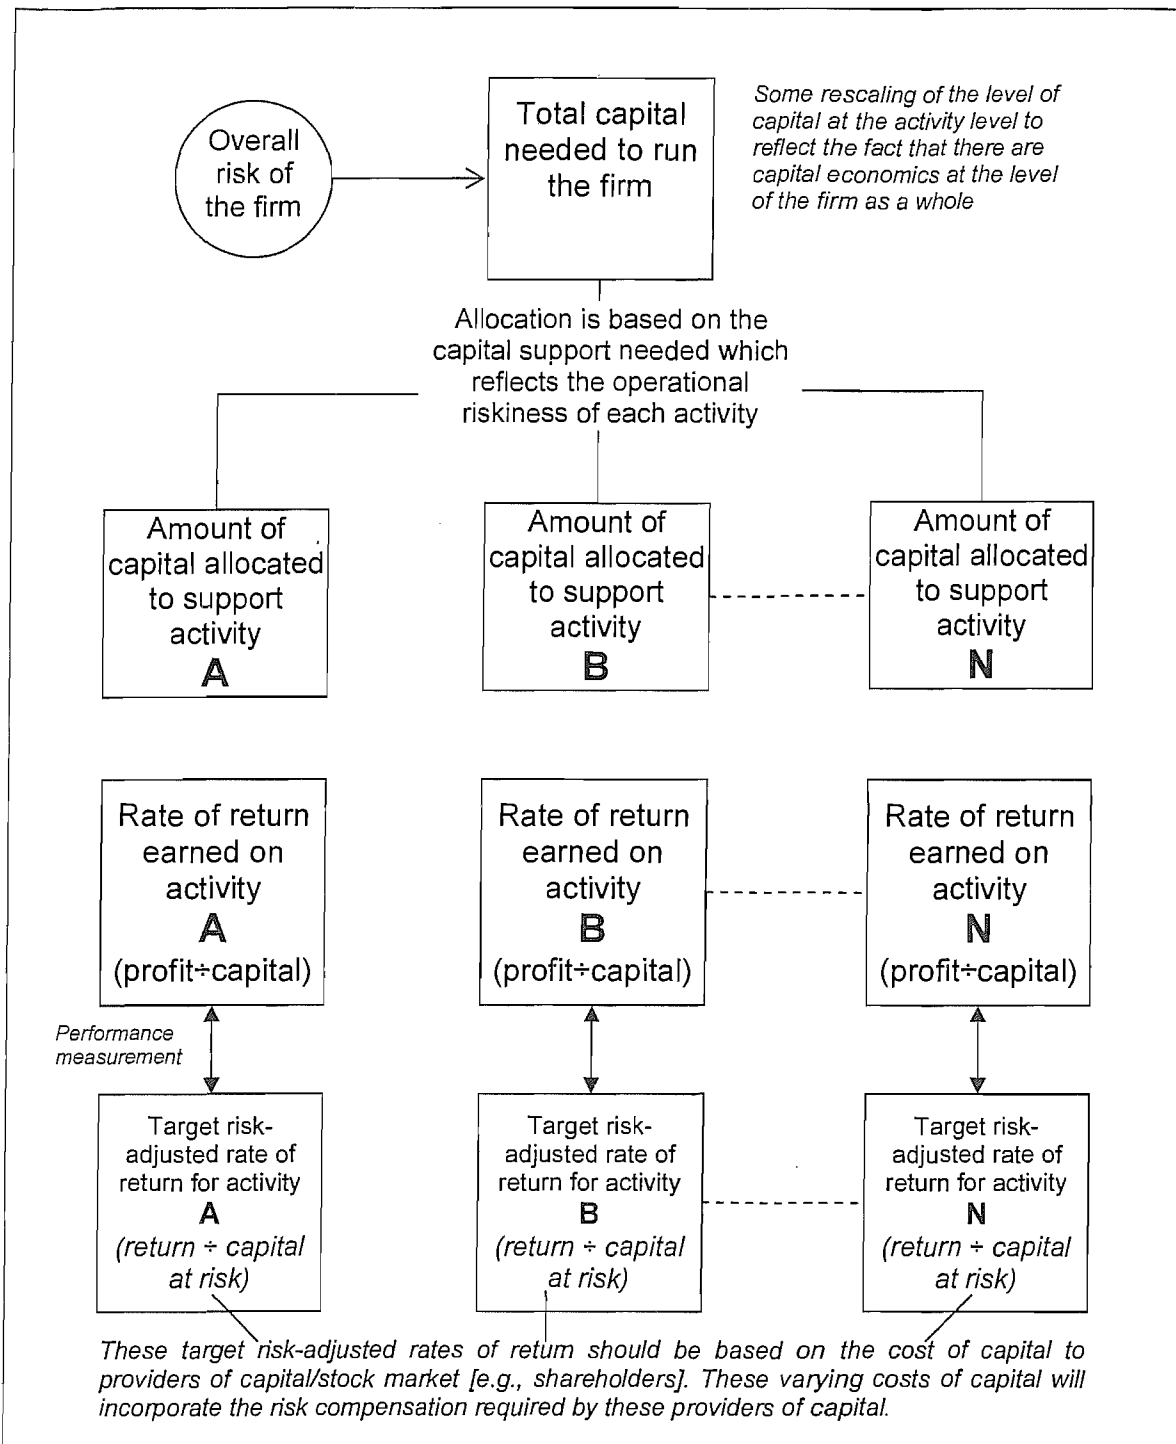 Overall
risk of
the firm
Total capital
needed to run
the firm
Some rescaling of the level of
capital at the activity level to
reflect the fact that there are
capital economics at the level
of the firm as a whole
Allocation is based on the
capital support needed which
reflects the operational
riskiness of each activity
Amount of
capital allocated
to support
activity
A
Amount of
capital allocated
to support
activity
B
Amount of
capital allocated
to support
activity
N
Rate of return
earned on
activity
A
(profit÷capital)
Rate of return
earned on
activity
B
(profit÷capital)
Rate of return
earned on
activity
N
(profit÷capital)
Performance
measurement
Target risk-
adjusted rate of
return for activity
A
(return ÷ capital
at risk)
Target risk-
adjusted rate of
return for activity
B
(return ÷ capital
at risk)
Target risk-
adjusted rate of
return for activity
N
(return ÷ capital
at risk)
These target risk-adjusted rates of return should be based on the cost of capital to
providers of capital/stock market [e.g., shareholders]. These varying costs of capital will
incorporate the risk compensation required by these providers of capital.